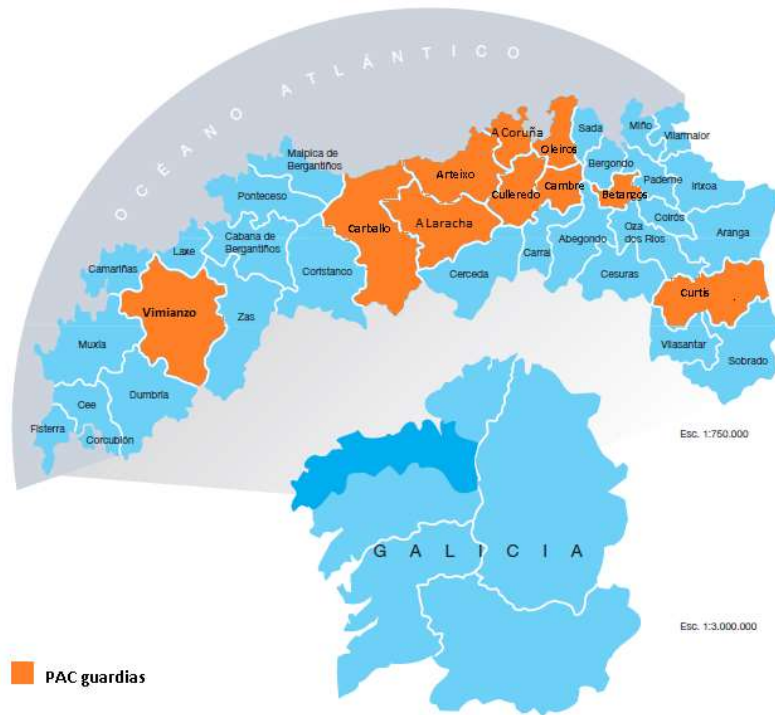 OCÉANO ATLÁNTICO
A Coruña
Sada
Miño
Vilarmaior
Oleiros
Malpica de
Bergantiños
Bergondo
Arteixo
Paderne
Irixoa
Ponteceso
Culleredo
Cambre
Betanzos
Coirós
Carballo
A Laracha
Laxe
Cabana de
Bergantiños
Oza
dos Ríos
Aranga
Camariñas
Coristanco
Carral
Abegondo
Cerceda
Cesuras
Vimianzo
Zas
Curtis
Muxía
Vilasantar
Sobrado
Dumbría
Cee
Fisterra
Corcubión
Esc. 1:750.000
GALICIA
Esc. 1:3.000.000
PAC guardias